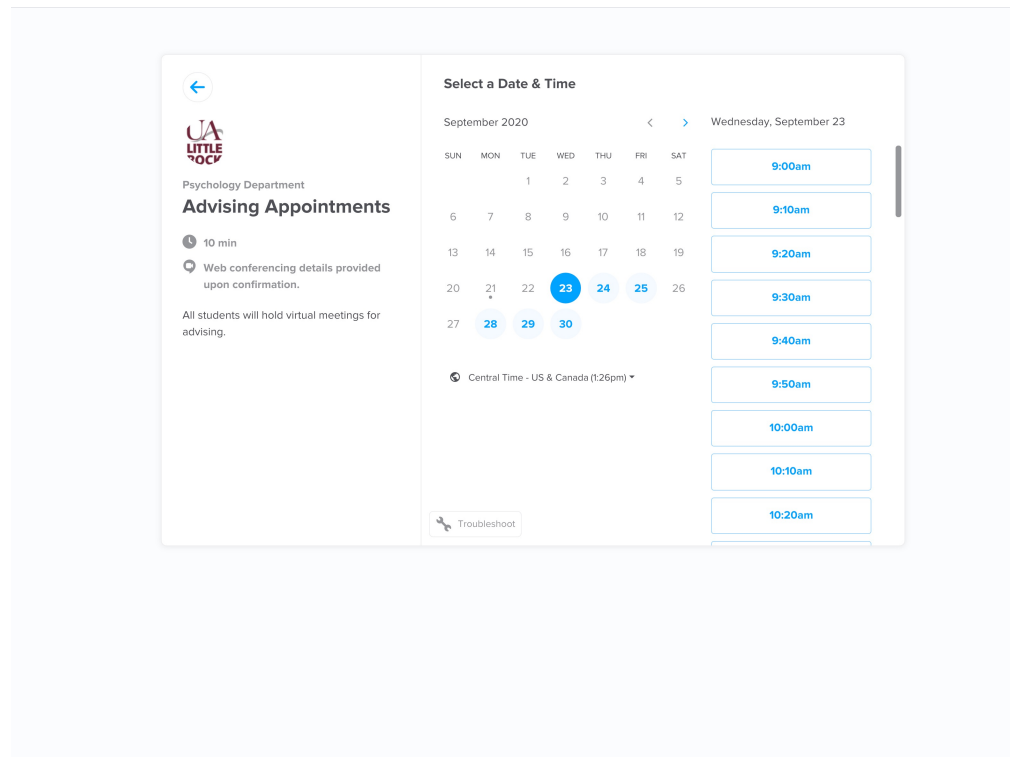 UA
LITTLE
ROCK
Psychology Department
Advising Appointments
10 min
Web conferencing details provided
upon confirmation.
All students will hold virtual meetings for
advising.
Select a Date & Time
September 2020
SUN MON TUE WED THU FRI SAT
1 2 3 4 5
6 7 8 9 10 11 12
13 14 15 16 17 18 19
20 21 22 23 24 25 26
27 28 29 30
Central Time - US & Canada (1:26pm)
Troubleshoot
Wednesday, September 23
9:00am
9:10am
9:20am
9:30am
9:40am
9:50am
10:00am
10:10am
10:20am